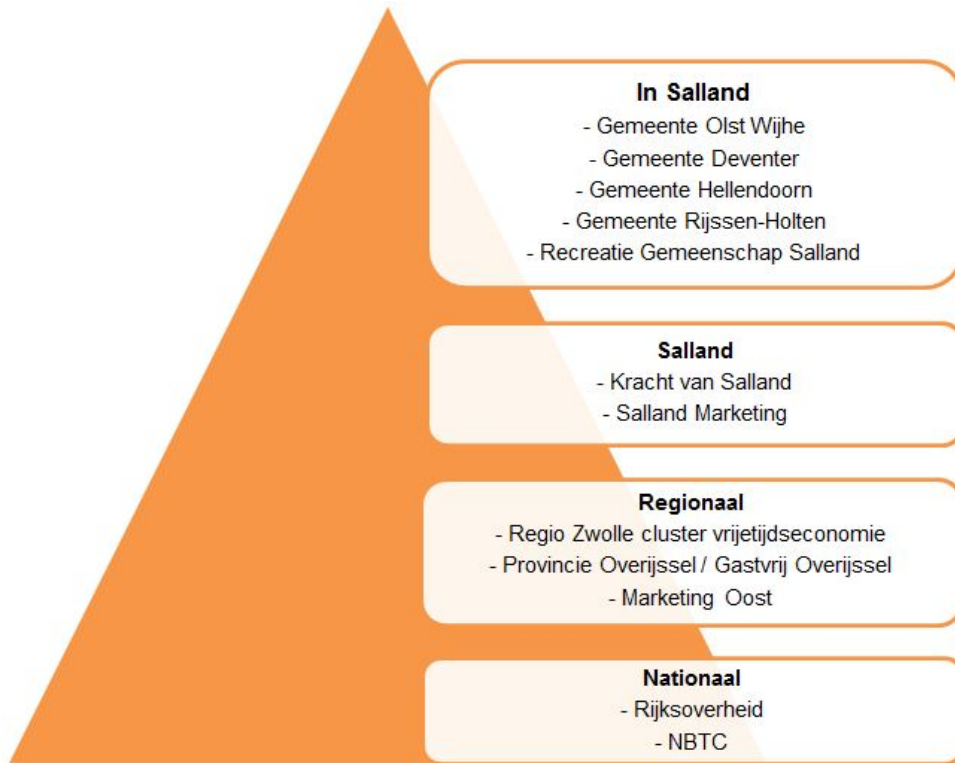 In Salland
- Gemeente Olst Wijhe
- Gemeente Deventer
- Gemeente Hellendoorn
- Gemeente Rijssen-Holten
- Recreatie Gemeenschap Salland
Salland
- Kracht van Salland
- Salland Marketing
Regionaal
- Regio Zwolle cluster vrijetijdseconomie
- Provincie Overijssel / Gastvrij Overijssel
- Marketing Oost
Nationaal
- Rijksoverheid
- NBTC